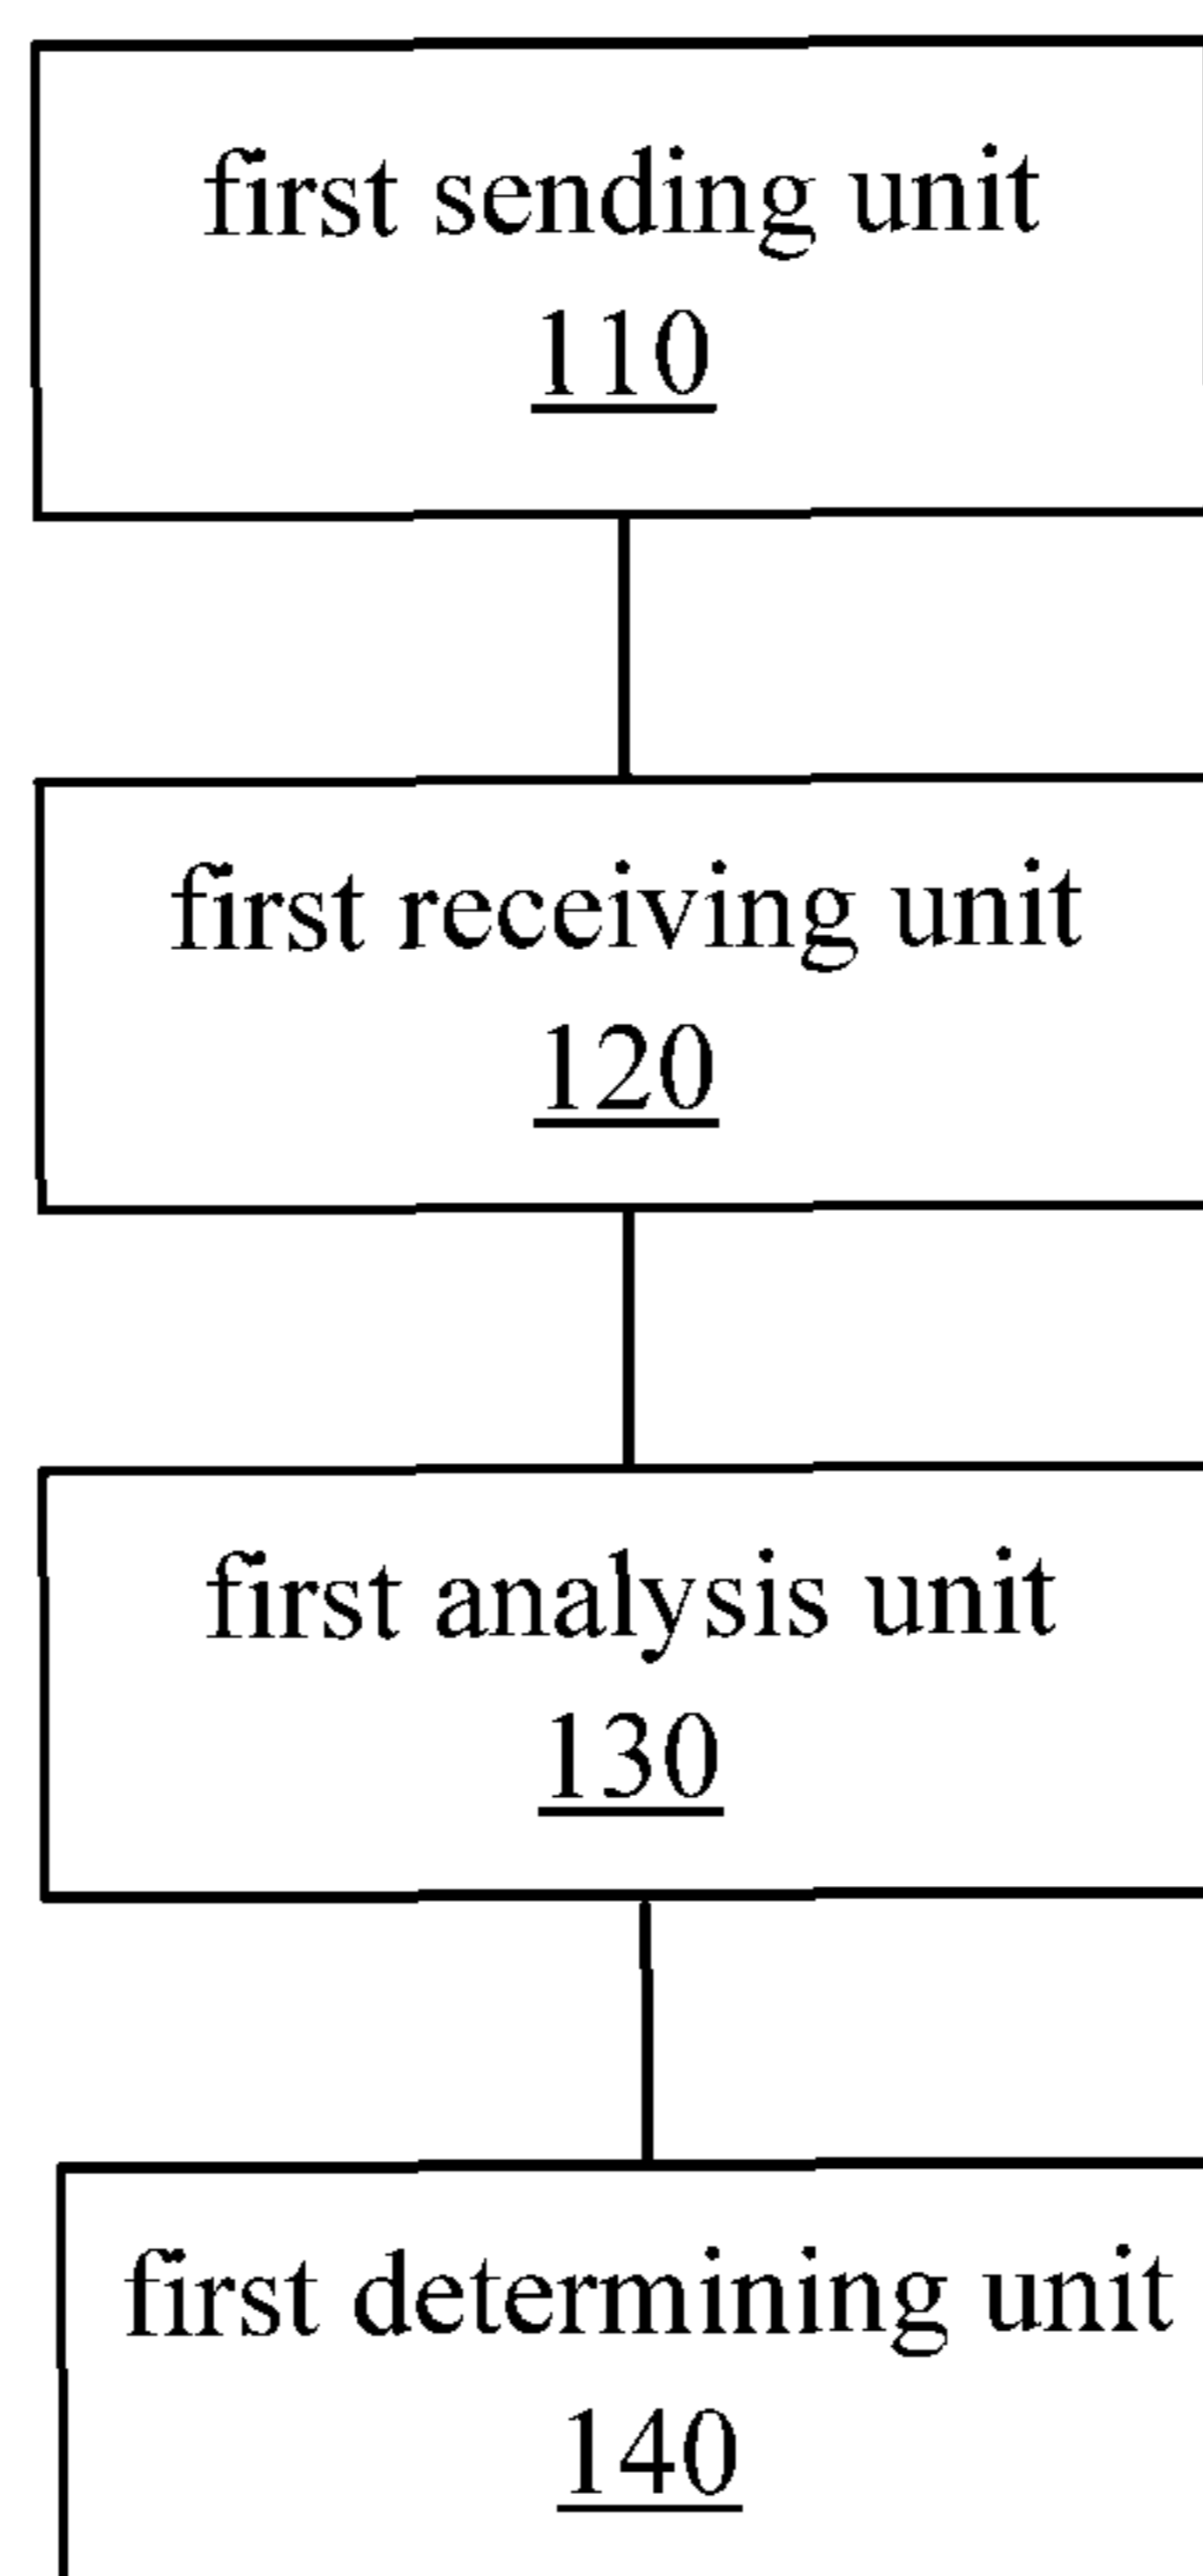 first sending unit
110
first receiving unit
120
first analysis unit
130
first determining unit
140